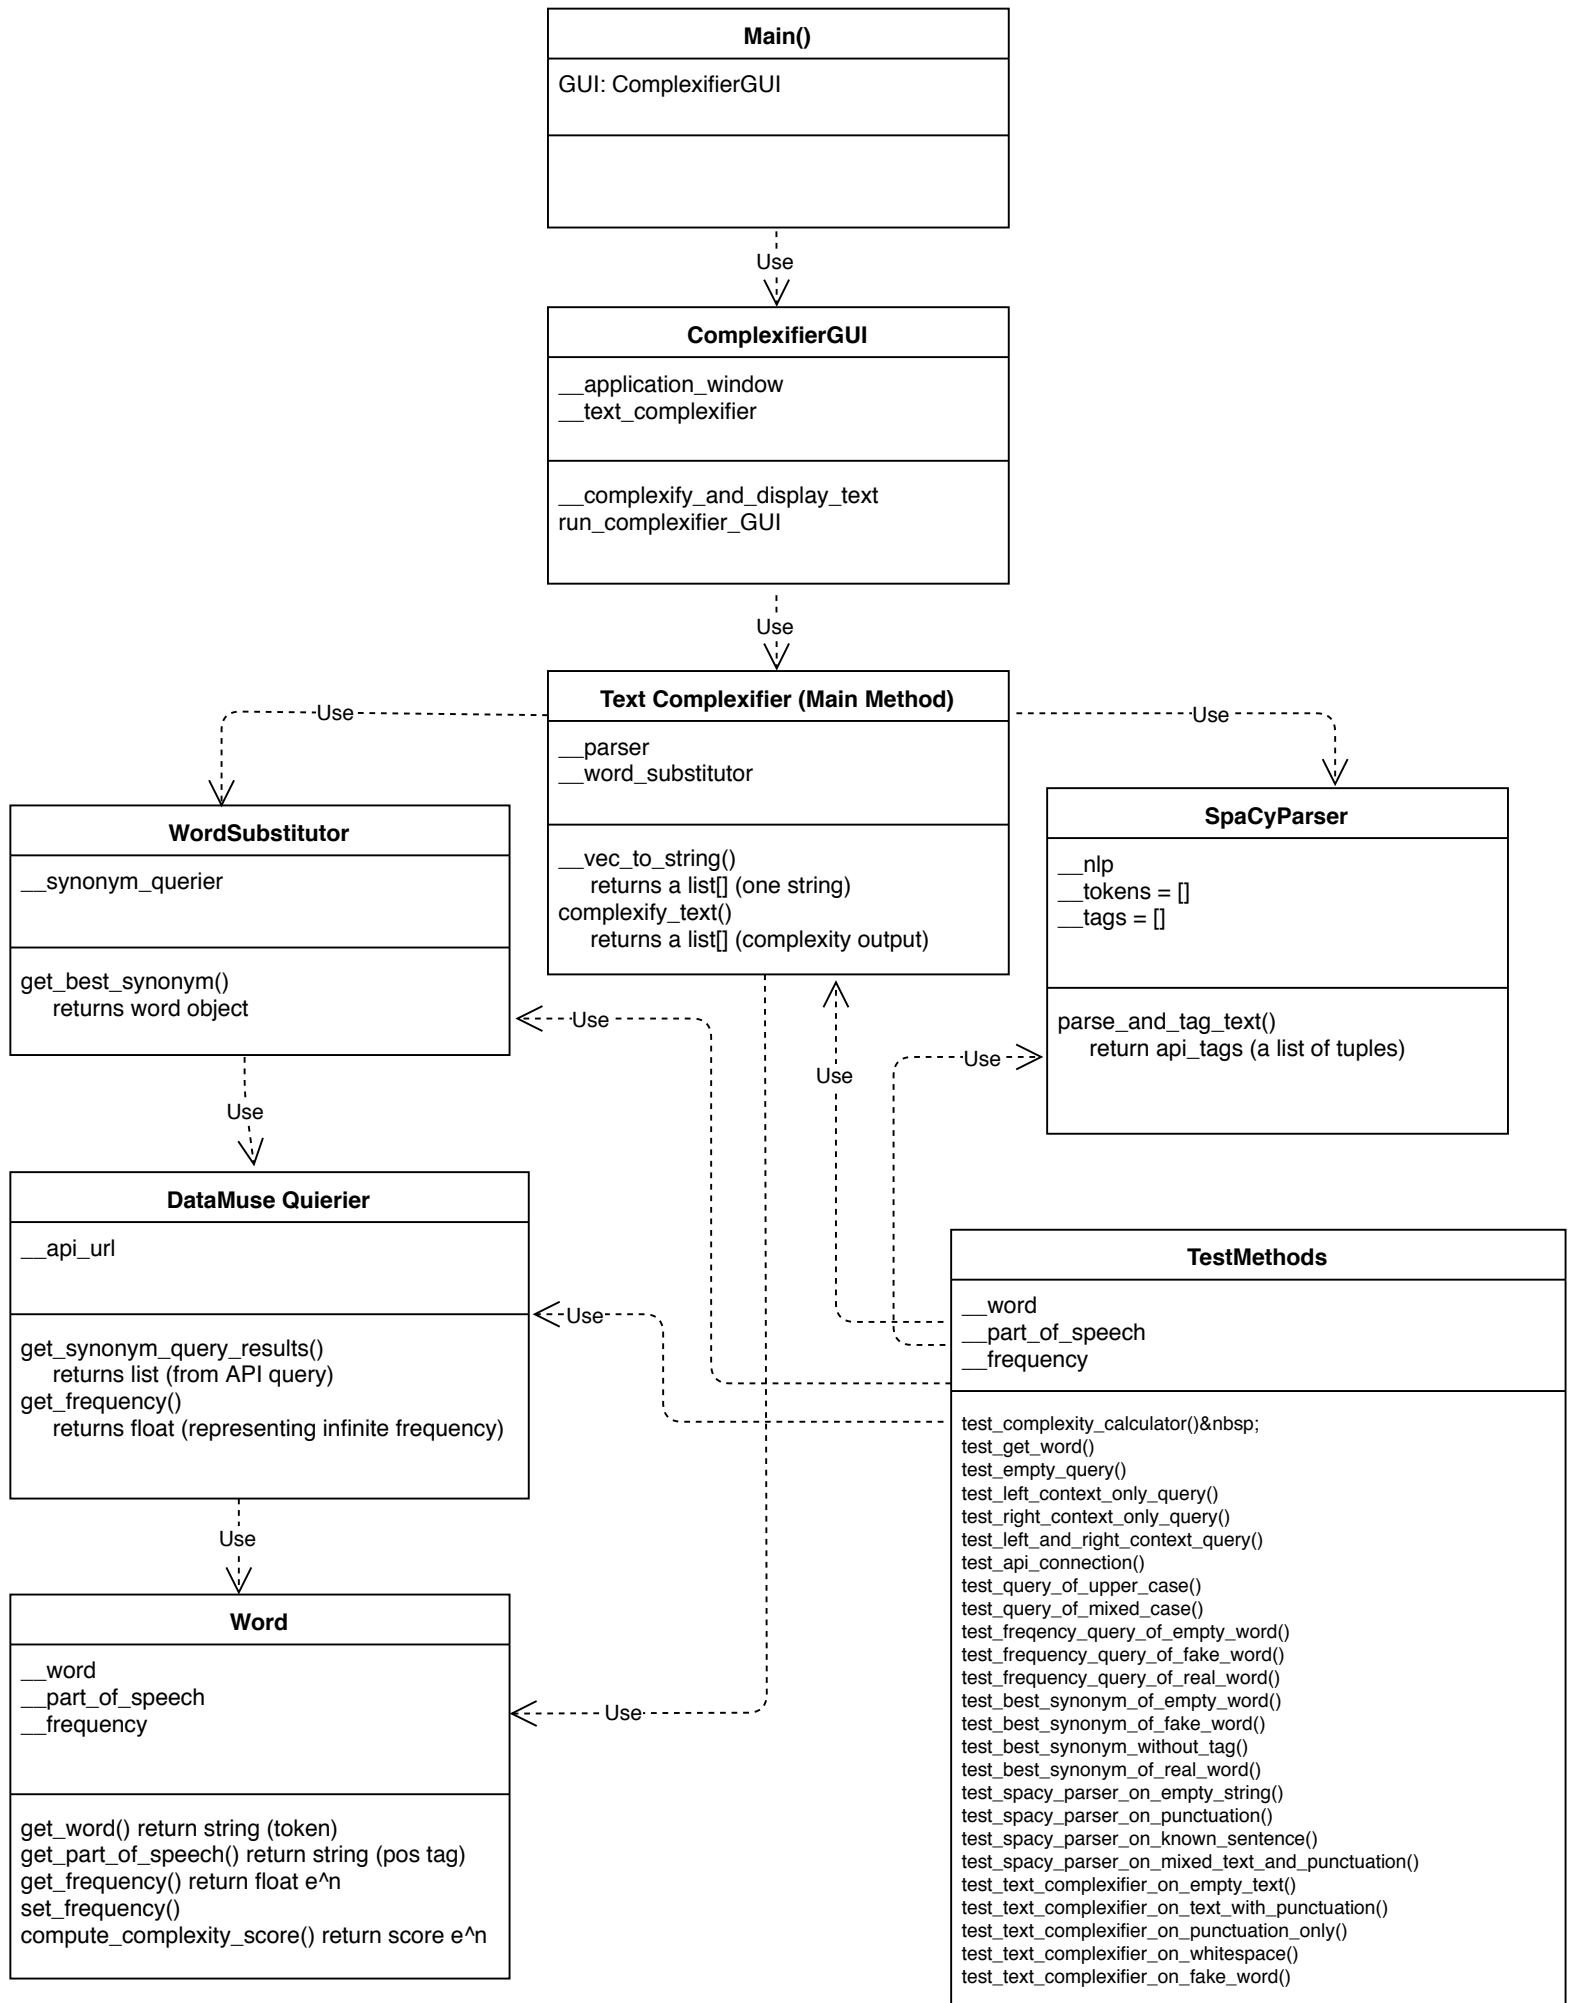 Main()
GUI: ComplexifierGUI
Use
ComplexifierGUI
__application_window
__text_complexifier
__complexify_and_display_text
run_complexifier_GUI
Use
Text Complexifier (Main Method)
__parser
__word_substitutor
__vec_to_string()
returns a list[] (one string)
complexify_text()
returns a list[] (complexity output)
Use
Use
WordSubstitutor
__synonym_querier
get_best_synonym()
returns word object
SpaCyParser
__nlp
__tokens = []
__tags = []
parse_and_tag_text()
return api_tags (a list of tuples)
Use
Use
Use
Use
DataMuse Quierier
__api_url
get_synonym_query_results()
returns list (from API query)
get_frequency()
returns float (representing infinite frequency)
Use
Use
Word
__word
__part_of_speech
__frequency
get_word() return string (token)
get_part_of_speech() return string (pos tag)
get_frequency() return float e^n
set_frequency()
compute_complexity_score() return score e^n
Use
TestMethods
__word
__part_of_speech
__frequency
test_complexity_calculator()&nbsp;
test_get_word()
test_empty_query()
test_left_context_only_query()
test_right_context_only_query()
test_left_and_right_context_query()
test_api_connection()
test_query_of_upper_case()
test_query_of_mixed_case()
test_freqency_query_of_empty_word()
test_frequency_query_of_fake_word()
test_frequency_query_of_real_word()
test_best_synonym_of_empty_word()
test_best_synonym_of_fake_word()
test_best_synonym_without_tag()
test_best_synonym_of_real_word()
test_spacy_parser_on_empty_string()
test_spacy_parser_on_punctuation()
test_spacy_parser_on_known_sentence()
test_spacy_parser_on_mixed_text_and_punctuation()
test_text_complexifier_on_empty_text()
test_text_complexifier_on_text_with_punctuation()
test_text_complexifier_on_punctuation_only()
test_text_complexifier_on_whitespace()
test_text_complexifier_on_fake_word()